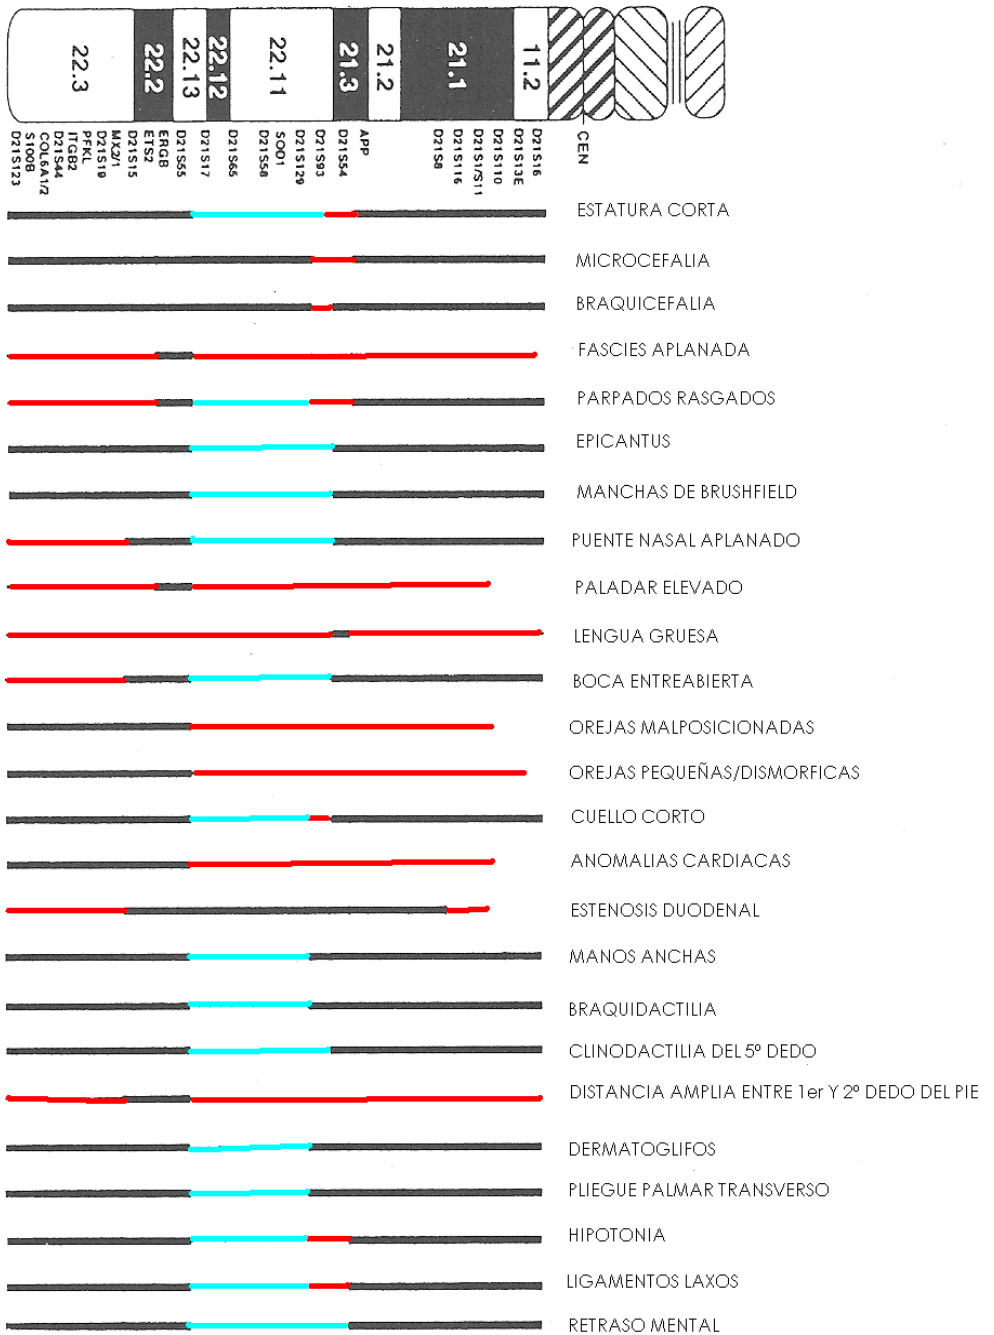 22.3
22.2
22.13
22.12
22.11
21.3
21.2
21.1
11.2
D21S123
S100B
COL6A1/2
D21S44
ITGB2
PFKL
D21S19
MX2/1
D21S15
ETS2
ERGB
D21S55
D21S17
D21S65
D21S58
SOD1
D21S129
D21S93
D21S54
APP
D21S8
D21S116
D21S1/S11
D21S110
D21S13E
D21S16
CEN
ESTATURA CORTA
MICROCEFALIA
BRAQUICEFALIA
FASCIES APLANADA
PARPADOS RASGADOS
EPICANTUS
MANCHAS DE BRUSHFIELD
PUENTE NASAL APLANADO
PALADAR ELEVADO
LENGUA GRUESA
BOCA ENTREABIERTA
OREJAS MALPOSICIONADAS
OREJAS PEQUEÑAS/DISMORFICAS
CUELLO CORTO
ANOMALIAS CARDIACAS
ESTENOSIS DUODENAL
MANOS ANCHAS
BRAQUIDACTILIA
CLINODACTILIA DEL 5º DEDO
DISTANCIA AMPLIA ENTRE 1er Y 2º DEDO DEL PIE
DERMATOGLIFOS
PLIEGUE PALMAR TRANSVERSO
HIPOTONIA
LIGAMENTOS LAXOS
RETRASO MENTAL